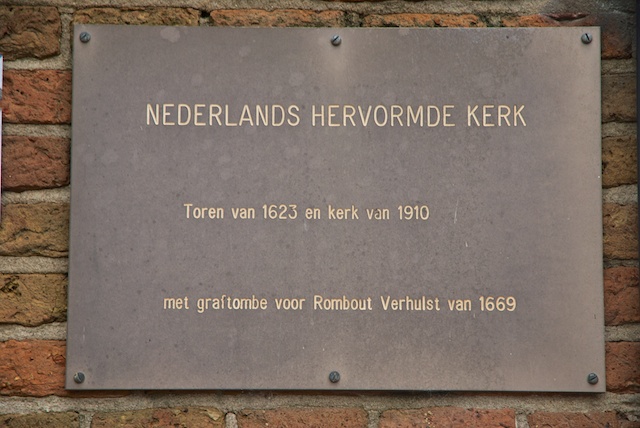 NEDERLANDS HERVORMDE KERK
Toren van 1623 en kerk van 1910
met graftombe voor Rombout Verhulst van 1669